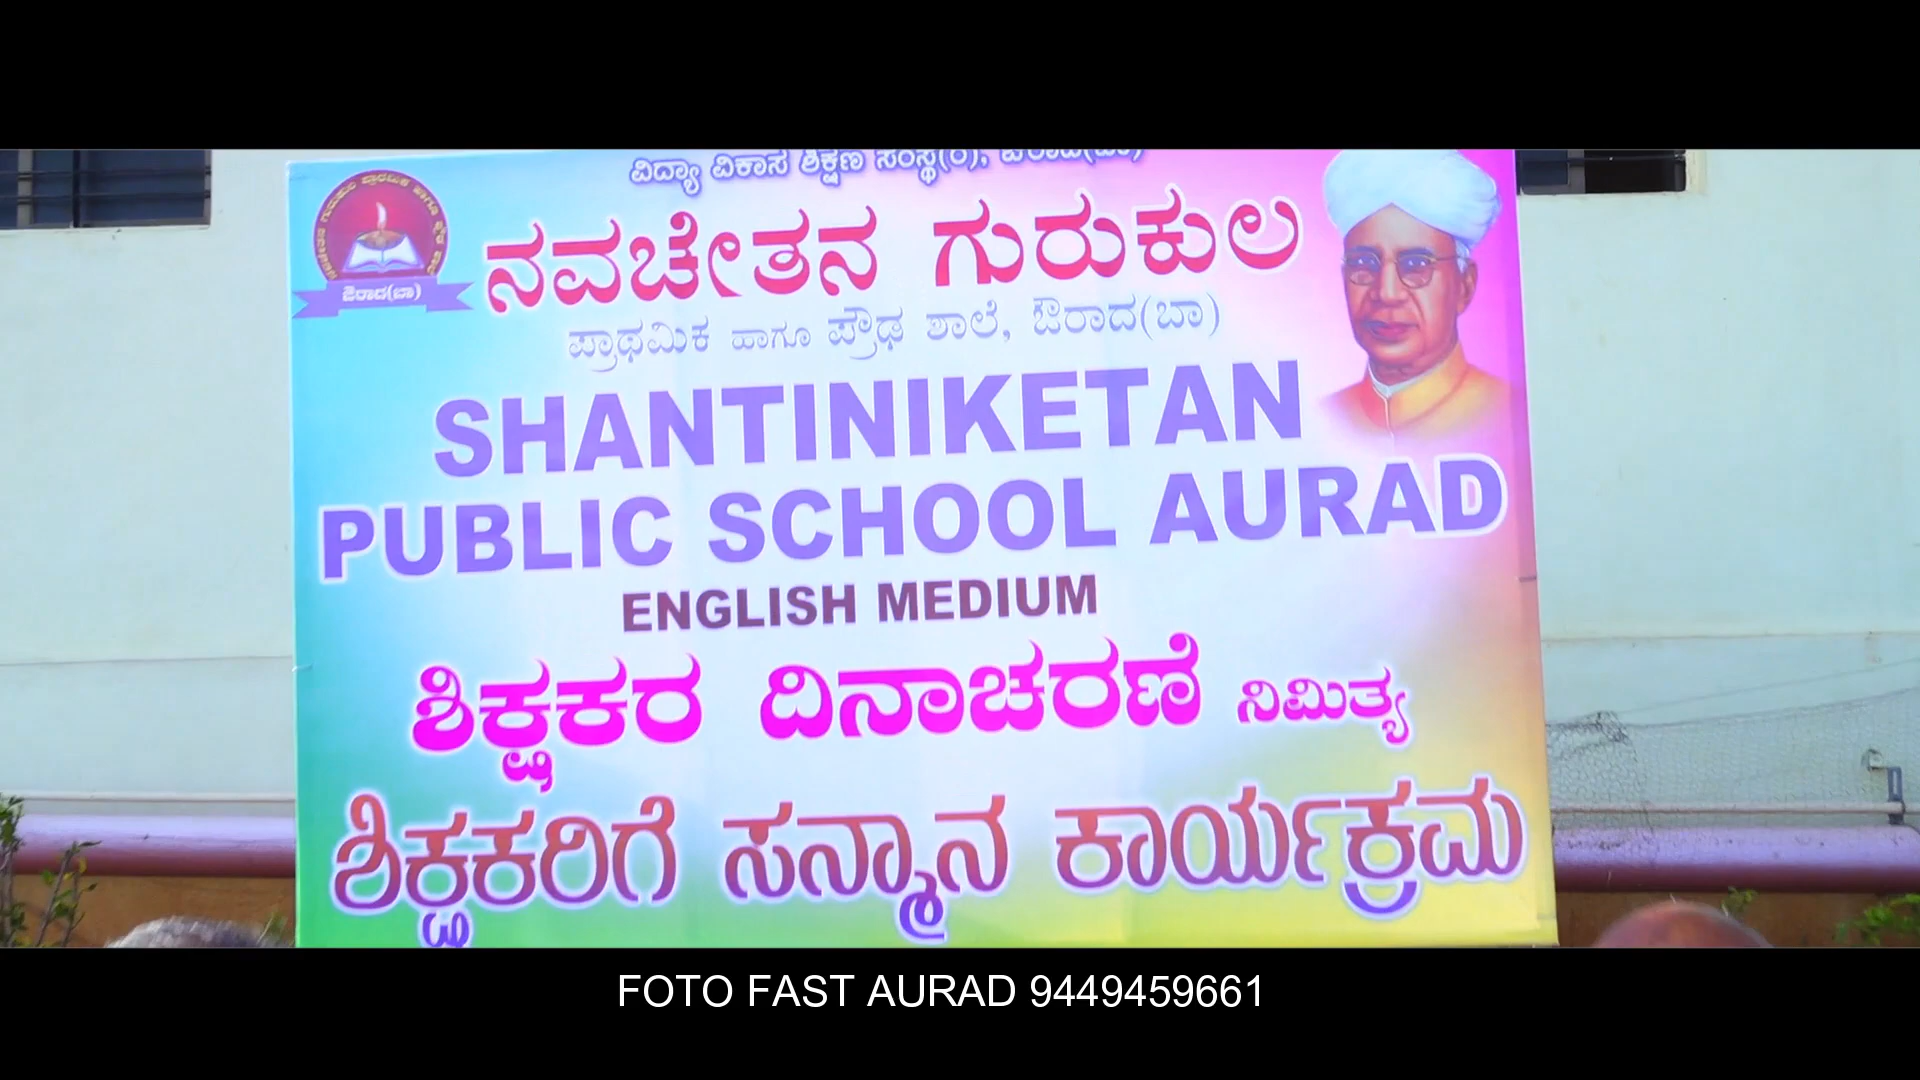 ವಿದ್ಯಾ ವಿಕಾಸ ಶಿಕ್ಷಣ ಸಂಸ್ಥೆ(ರಿ),
ನವಚೇತನ ಗುರುಕುಲ
ಪ್ರಾಥಮಿಕ ಹಾಗೂ ಪ್ರೌಢ ಶಾಲೆ, ಔರಾದ(ಬಾ)
ಔರಾದ(ಬಾ)
SHANTINIKETAN
PUBLIC SCHOOL AURAD
ENGLISH MEDIUM
ಶಿಕ್ಷಕರ ದಿನಾಚರಣೆ ನಿಮಿತ್ಯ
ಶಿಕ್ಷಕರಿಗೆ ಸನ್ಮಾನ ಕಾರ್ಯಕ್ರಮ
FOTO FAST AURAD 9449459661